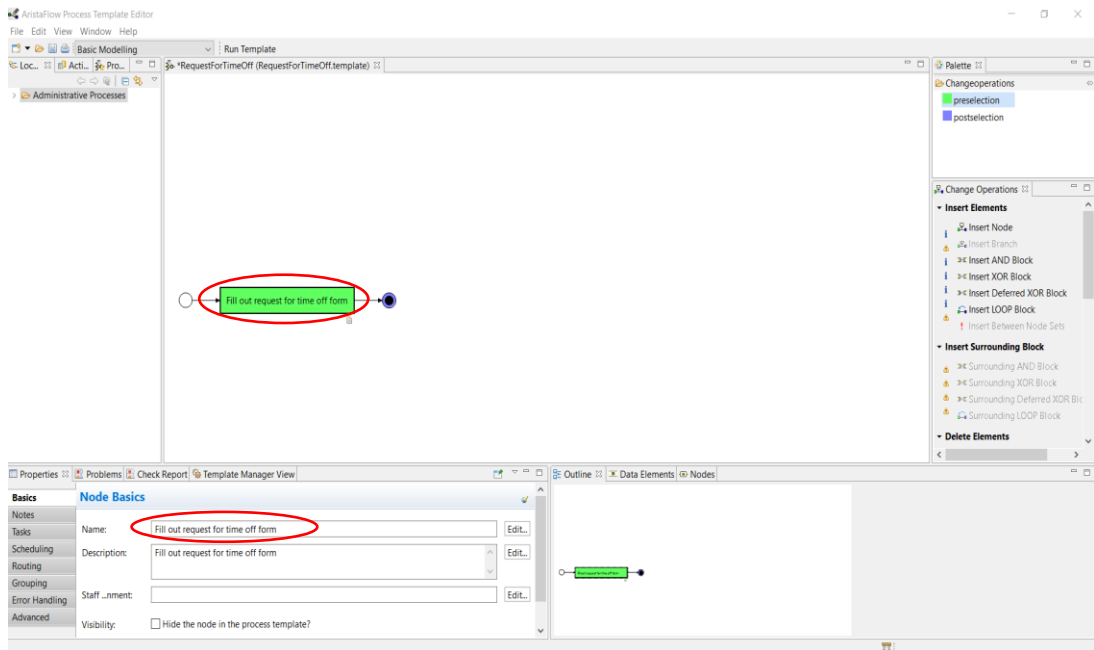 AristaFlow Process Template Editor
File Edit View Window Help
Basic Modelling
Run Template
Loc... Acti... Pro...
*RequestForTimeOff (RequestForTimeOff.template)
Administrative Processes
Fill out request for time off form
Palette
Changeoperations
preselection
postselection
Change Operations
Insert Elements
Insert Node
Insert Branch
Insert AND Block
Insert XOR Block
Insert Deferred XOR Block
Insert LOOP Block
Insert Between Node Sets
Insert Surrounding Block
Surrounding AND Block
Surrounding XOR Block
Surrounding Deferred XOR Blc
Surrounding LOOP Block
Delete Elements
Properties Problems Check Report Template Manager View
Basics
Notes
Tasks
Scheduling
Routing
Grouping
Error Handling
Advanced
Node Basics
Name: Fill out request for time off form Edit...
Description: Fill out request for time off form Edit...
Staff ...nment: Edit...
Visibility: Hide the node in the process template?
Outline Data Elements Nodes